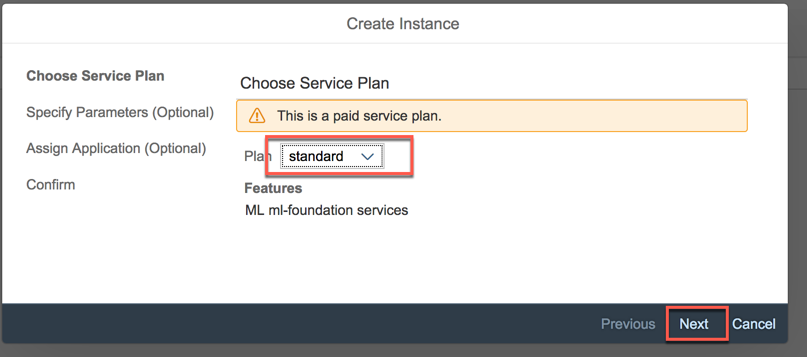 Create Instance
Choose Service Plan
Specify Parameters (Optional)
Assign Application (Optional)
Confirm
Choose Service Plan
This is a paid service plan.
Plan standard
Features
ML ml-foundation services
Previous Next Cancel